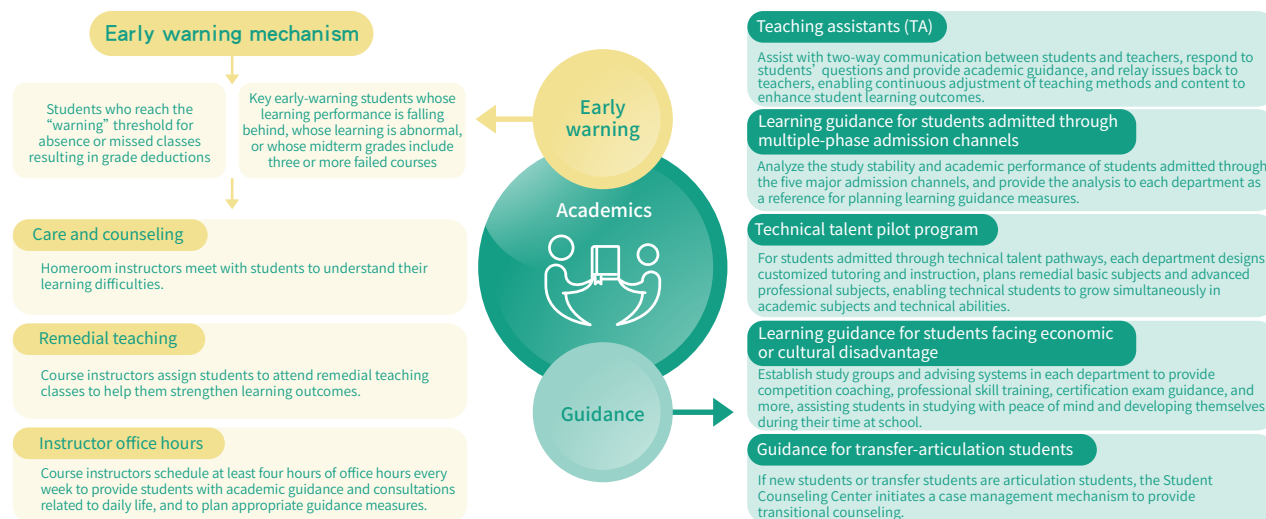 Early warning mechanism
Students who reach the
“warning” threshold for
absence or missed classes
resulting in grade deductions
Key early-warning students whose
learning performance is falling
behind, whose learning is abnormal,
or whose midterm grades include
three or more failed courses
Care and counseling
Homeroom instructors meet with students to understand their
learning difficulties.
Remedial teaching
Course instructors assign students to attend remedial teaching
classes to help them strengthen learning outcomes.
Instructor office hours
Course instructors schedule at least four hours of office hours every
week to provide students with academic guidance and consultations
related to daily life, and to plan appropriate guidance measures.
Early
warning
Academics
Guidance
Teaching assistants (TA)
Assist with two-way communication between students and teachers, respond to
students’ questions and provide academic guidance, and relay issues back to
teachers, enabling continuous adjustment of teaching methods and content to
enhance student learning outcomes.
Learning guidance for students admitted through
multiple-phase admission channels
Analyze the study stability and academic performance of students admitted through
the five major admission channels, and provide the analysis to each department as
a reference for planning learning guidance measures.
Technical talent pilot program
For students admitted through technical talent pathways, each department designs
customized tutoring and instruction, plans remedial basic subjects and advanced
professional subjects, enabling technical students to grow simultaneously in
academic subjects and technical abilities.
Learning guidance for students facing economic
or cultural disadvantage
Establish study groups and advising systems in each department to provide
competition coaching, professional skill training, certification exam guidance, and
more, assisting students in studying with peace of mind and developing themselves
during their time at school.
Guidance for transfer-articulation students
If new students or transfer students are articulation students, the Student
Counseling Center initiates a case management mechanism to provide
transitional counseling.